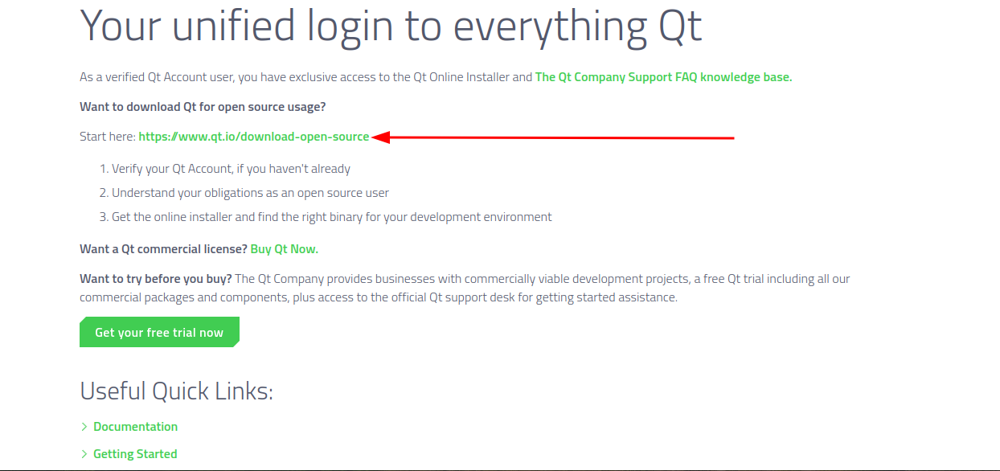 Your unified login to everything Qt
As a verified Qt Account user, you have exclusive access to the Qt Online Installer and The Qt Company Support FAQ knowledge base.
Want to download Qt for open source usage?
Start here: https://www.qt.io/download-open-source
1. Verify your Qt Account, if you haven't already
2. Understand your obligations as an open source user
3. Get the online installer and find the right binary for your development environment
Want a Qt commercial license? Buy Qt Now.
Want to try before you buy? The Qt Company provides businesses with commercially viable development projects, a free Qt trial including all our
commercial packages and components, plus access to the official Qt support desk for getting started assistance.
Get your free trial now
Useful Quick Links:
Documentation
Getting Started